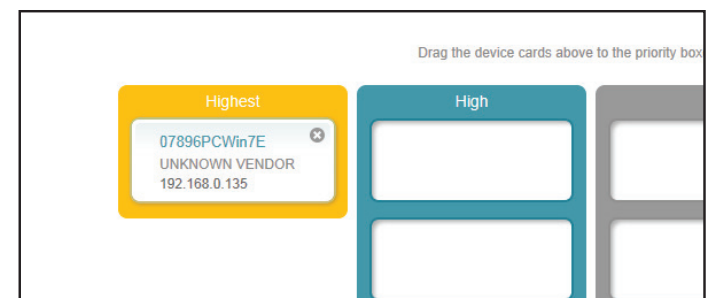 Drag the device cards above to the priority box
Highest
High
07896PCWin7E
UNKNOWN VENDOR
192.168.0.135